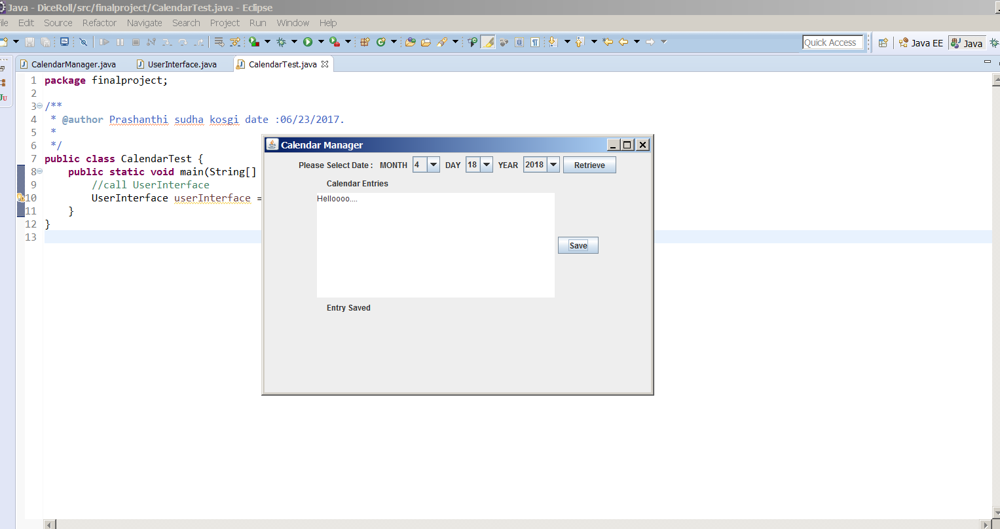 Java - DiceRoll/src/finalproject/CalendarTest.java - Eclipse
ile Edit Source Refactor Navigate Search Project Run Window Help
Quick Access Java EE Java
CalendarManager.java UserInterface.java CalendarTest.java
1 package finalproject;
2
3 /**
4 * @author Prashanthi sudha kosgi date :06/23/2017.
5 *
6 */
7 public class CalendarTest {
8 public static void main(String[]
9 //call UserInterface
10 UserInterface userInterface =
11 }
12 }
13
Ju
Calendar Manager
Please Select Date : MONTH 4 DAY 18 YEAR 2018 Retrieve
Calendar Entries
Helloooo....
Save
Entry Saved